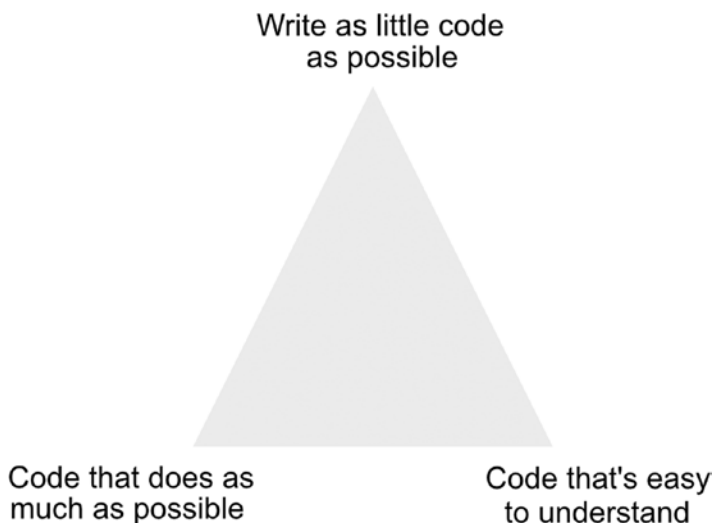 Write as little code
as possible
Code that does as
much as possible
Code that's easy
to understand